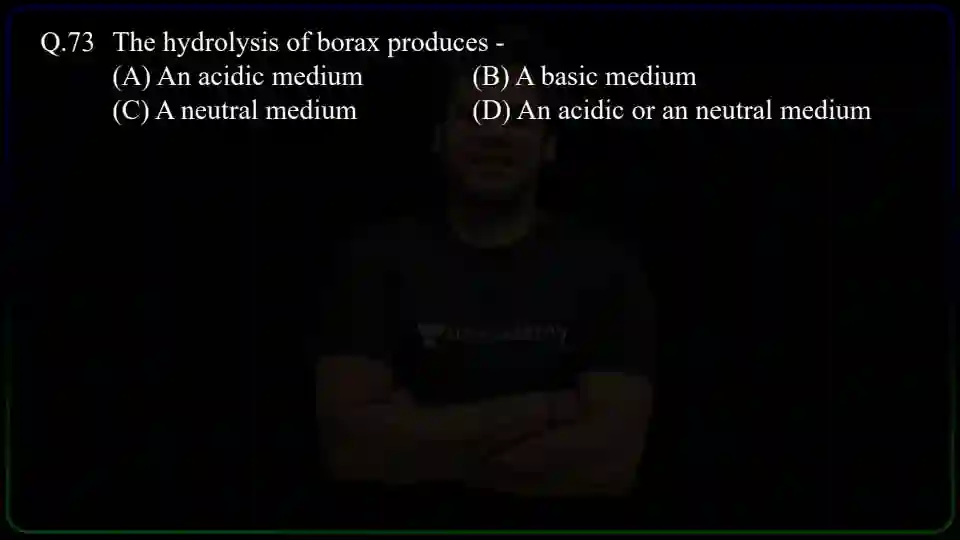 Q.73 The hydrolysis of borax produces -
(A) An acidic medium (B) A basic medium
(C) A neutral medium (D) An acidic or an neutral medium